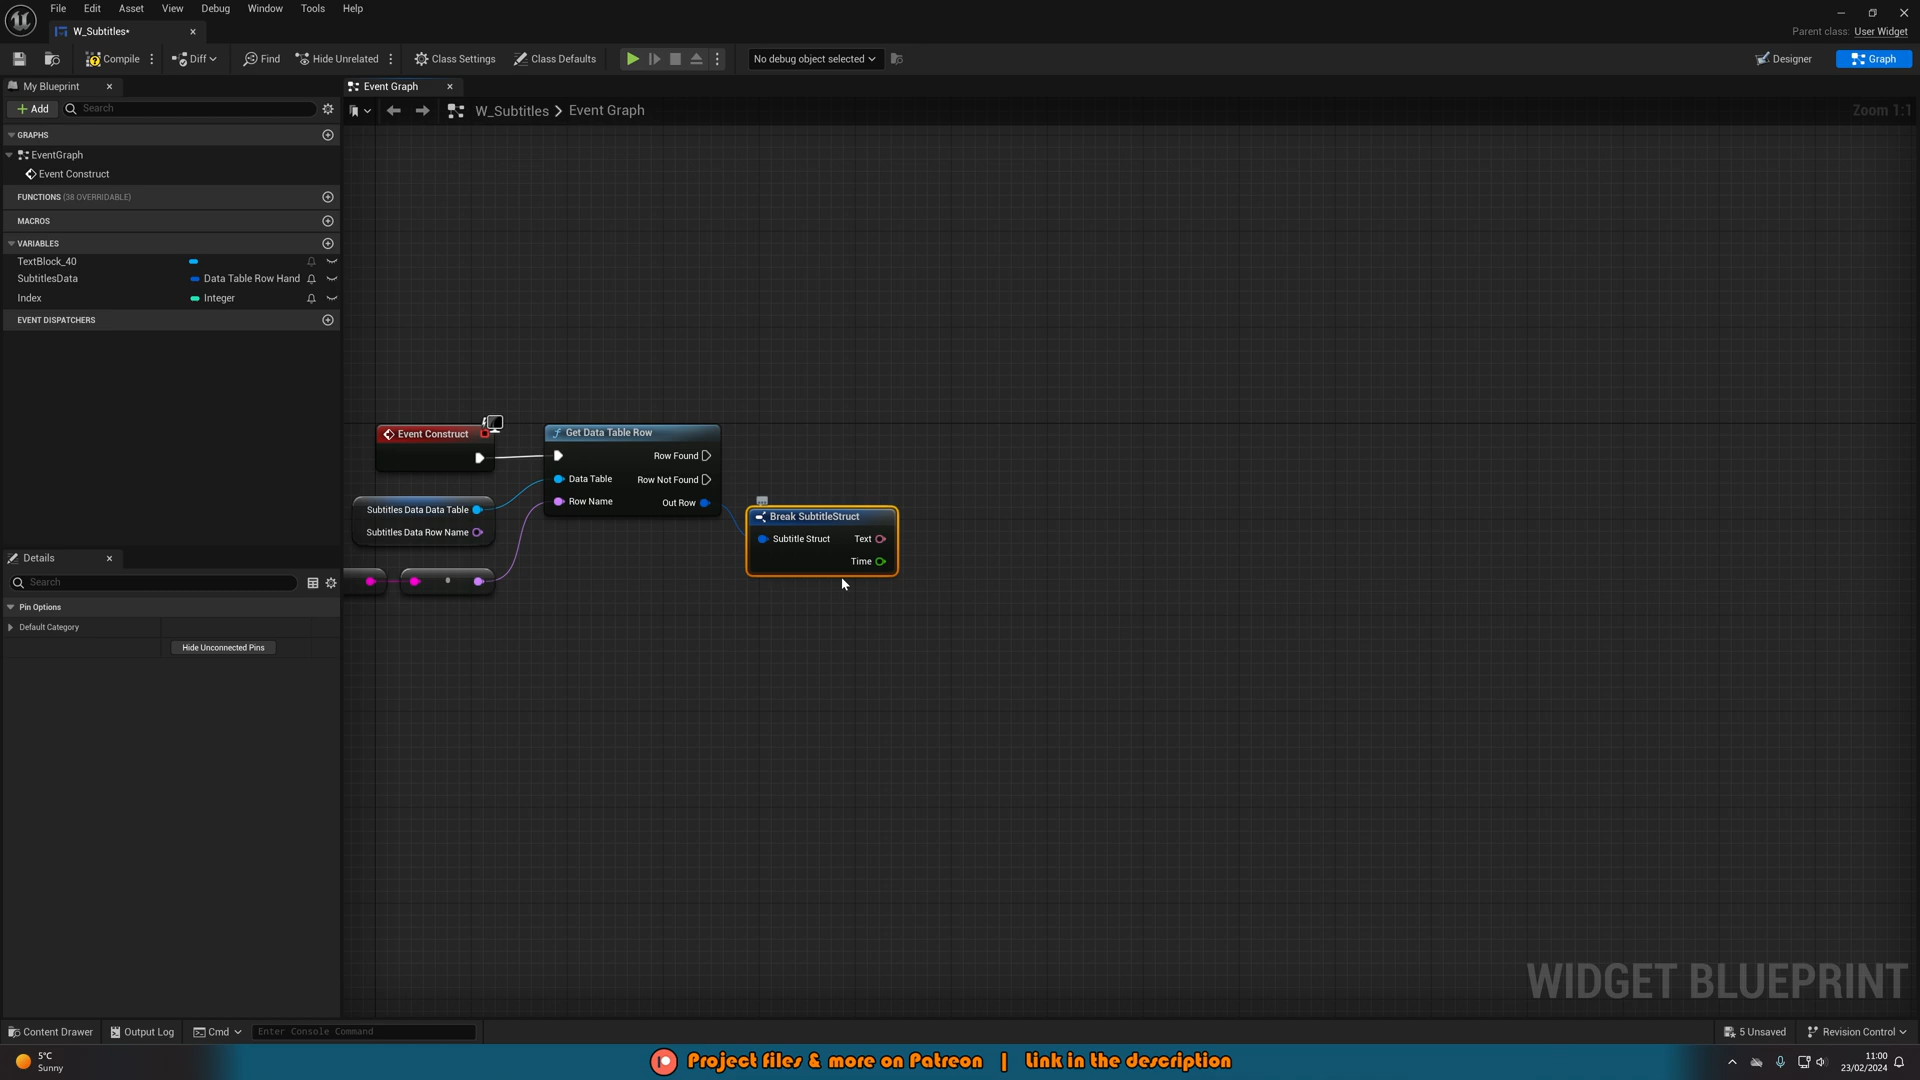 File Edit Asset View Debug Window Tools Help
W_Subtitles*
Parent class: User Widget
Compile Diff Find Hide Unrelated Class Settings Class Defaults No debug object selected Designer Graph
My Blueprint
Event Graph
Add Search
W_Subtitles > Event Graph
Zoom 1:1
GRAPHS
EventGraph
Event Construct
FUNCTIONS (38 OVERRIDABLE)
MACROS
VARIABLES
TextBlock_40
SubtitlesData Data Table Row Hand
Index Integer
EVENT DISPATCHERS
Event Construct
Get Data Table Row
Row Found
Data Table Row Not Found
Row Name Out Row
Subtitles Data Data Table
Subtitles Data Row Name
Break SubtitleStruct
Subtitle Struct Text
Time
Details
Search
Pin Options
Default Category
Hide Unconnected Pins
WIDGET BLUEPRINT
Content Drawer Output Log Cmd Enter Console Command 5 Unsaved Revision Control
5°C
Sunny
Project files & more on Patreon | Link in the description
11:00
23/02/2024